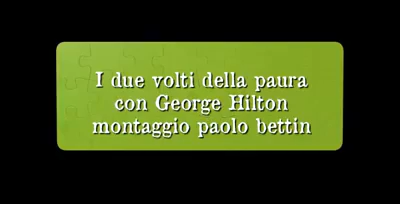 I due volti della paura
con George Hilton
montaggio paolo bettin